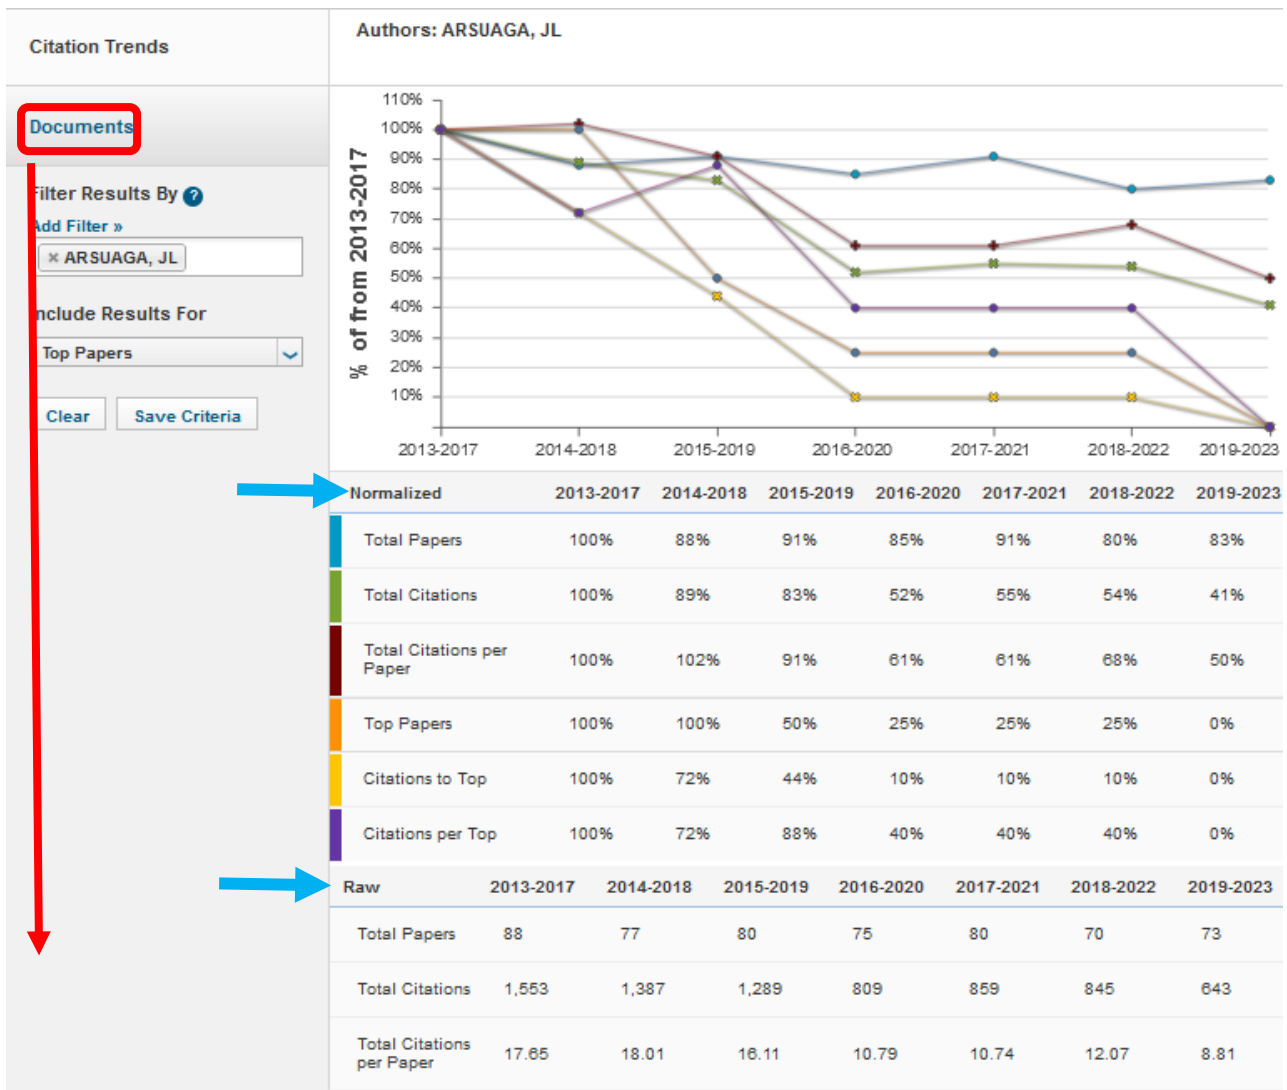 Citation Trends
Authors: ARSUAGA, JL
Documents
Filter Results By ?
Add Filter »
× ARSUAGA, JL
Include Results For
Top Papers
Clear Save Criteria
% of from 2013-2017
110%
100%
90%
80%
70%
60%
50%
40%
30%
20%
10%
2013-2017 2014-2018 2015-2019 2016-2020 2017-2021 2018-2022 2019-2023
Normalized 2013-2017 2014-2018 2015-2019 2016-2020 2017-2021 2018-2022 2019-2023
Total Papers 100% 88% 91% 85% 91% 80% 83%
Total Citations 100% 89% 83% 52% 55% 54% 41%
Total Citations per
Paper 100% 102% 91% 61% 61% 68% 50%
Top Papers 100% 100% 50% 25% 25% 25% 0%
Citations to Top 100% 72% 44% 10% 10% 10% 0%
Citations per Top 100% 72% 88% 40% 40% 40% 0%
Raw 2013-2017 2014-2018 2015-2019 2016-2020 2017-2021 2018-2022 2019-2023
Total Papers 88 77 80 75 80 70 73
Total Citations 1,553 1,387 1,289 809 859 845 643
Total Citations
per Paper 17.65 18.01 16.11 10.79 10.74 12.07 8.81